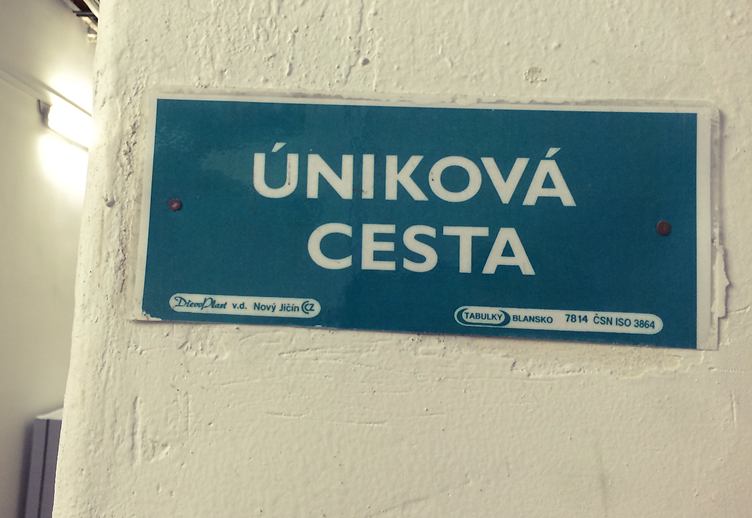 ÚNIKOVÁ
CESTA
DřevoPlast v.d. Nový Jičín CZ
TABULKY BLANSKO 7814 ČSN ISO 3864